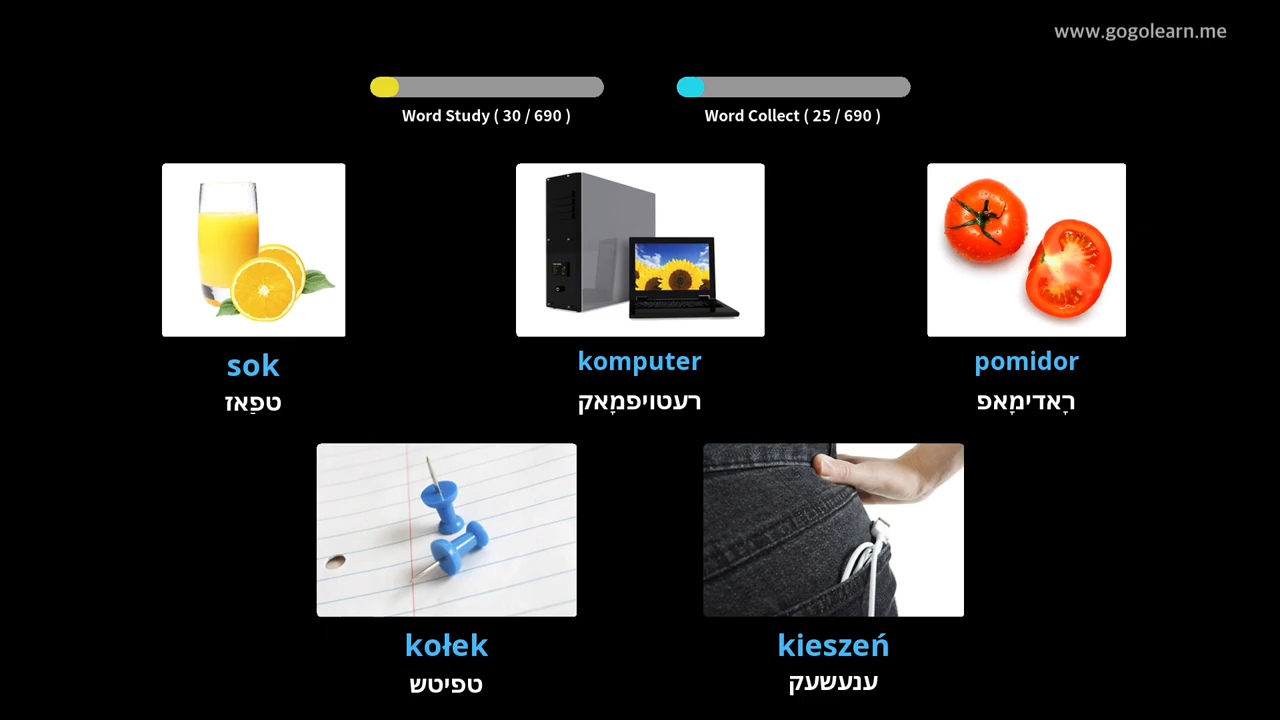 www.gogolearn.me
Word Study ( 30 / 690 )
Word Collect ( 25 / 690 )
sok
טפַאז
komputer
רעטויפמָאק
pomidor
רָאדימָאפ
kołek
טפיטש
kieszeń
ענעשעק